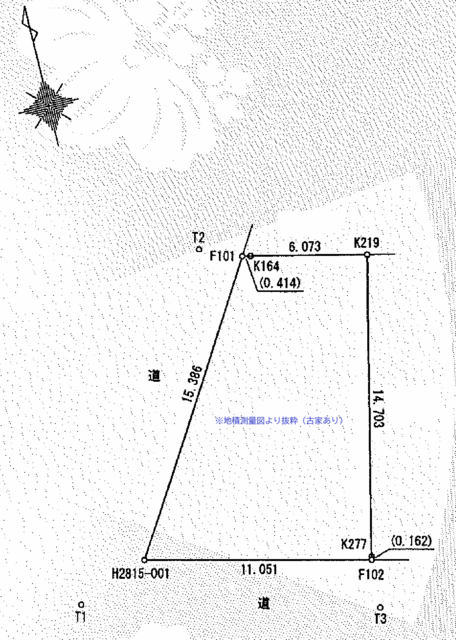 T2
F101
6.073
K219
K164
(0.414)
道
15.386
14.703
※地積測量図より抜粋（古家あり）
K277
(0.162)
H2815-001
11.051
F102
T1
道
T3